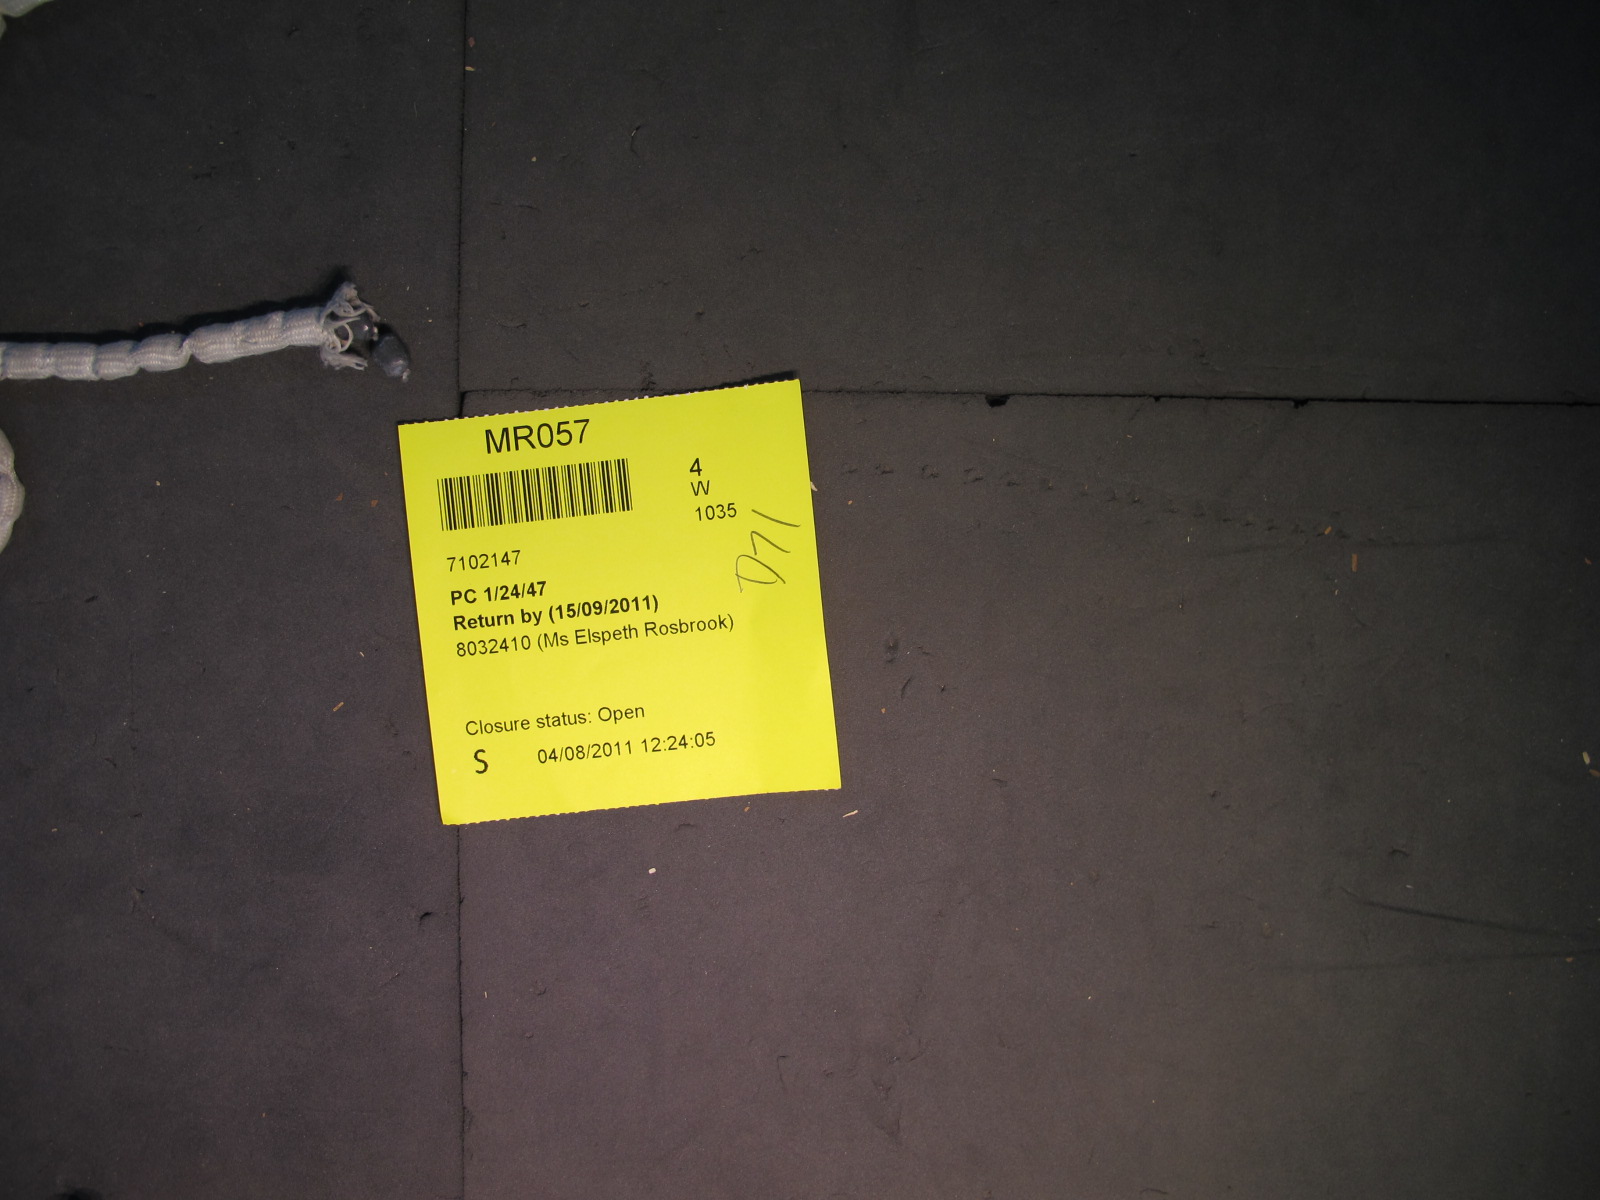 MR057
4
W
1035
D71
7102147
PC 1/24/47
Return by (15/09/2011)
8032410 (Ms Elspeth Rosbrook)
Closure status: Open
S 04/08/2011 12:24:05